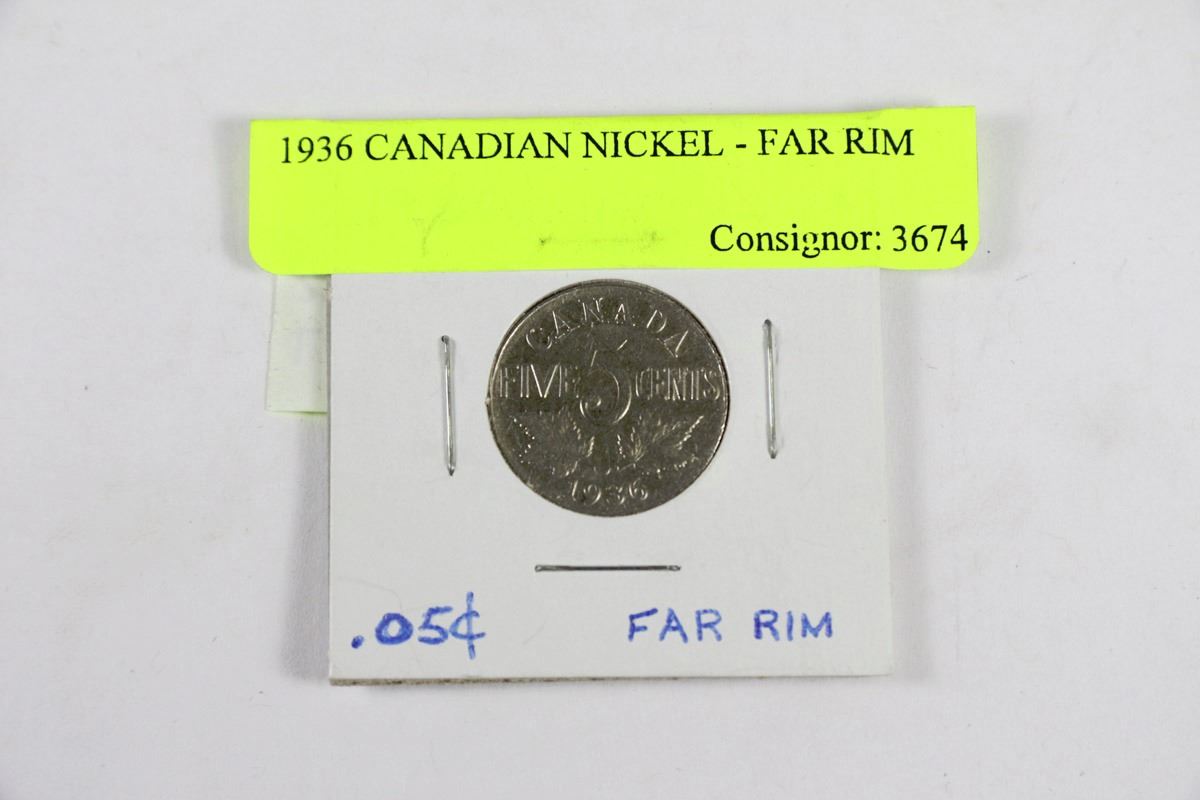 1936 CANADIAN NICKEL - FAR RIM
Consignor: 3674
CANADA
FIVE 5 CENTS
1936
.05¢ FAR RIM